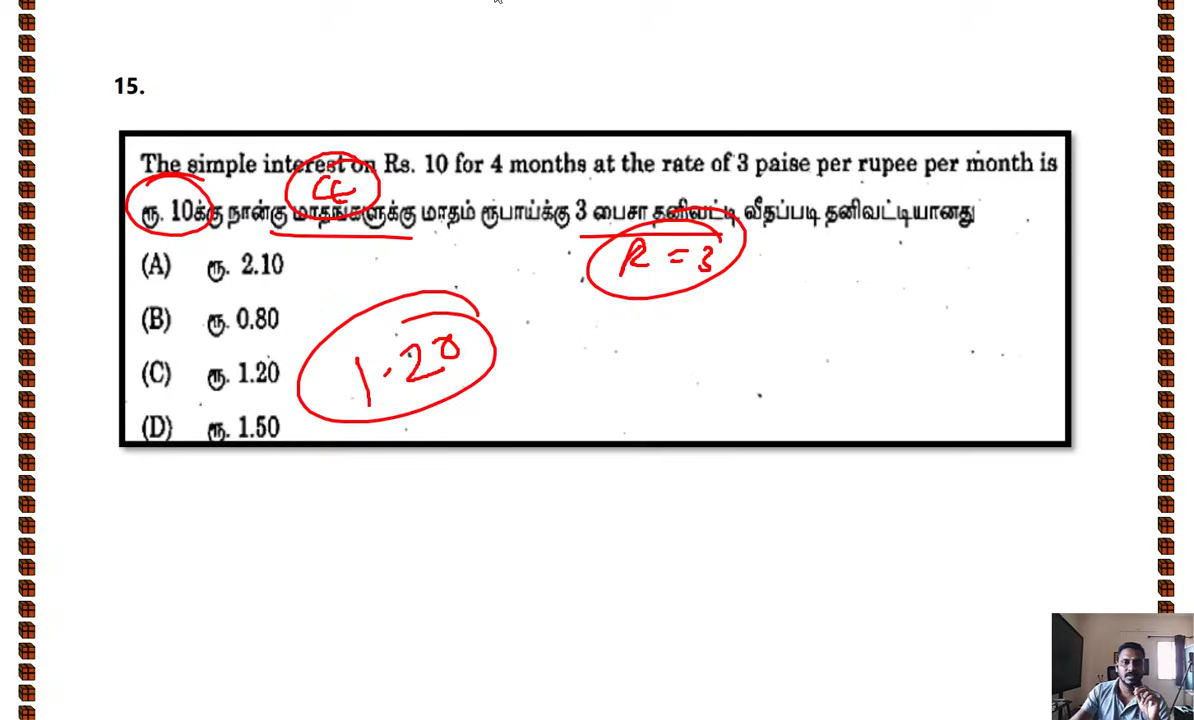 15.
The simple interest on Rs. 10 for 4 months at the rate of 3 paise per rupee per month is
ரூ. 10க்கு நான்கு மாதங்களுக்கு மாதம் ரூபாய்க்கு 3 பைசா தனிவட்டி வீதப்படி தனிவட்டியானது
R = 3
(A) ரூ. 2.10
(B) ரூ. 0.80
1.20
(C) ரூ. 1.20
(D) ரூ. 1.50